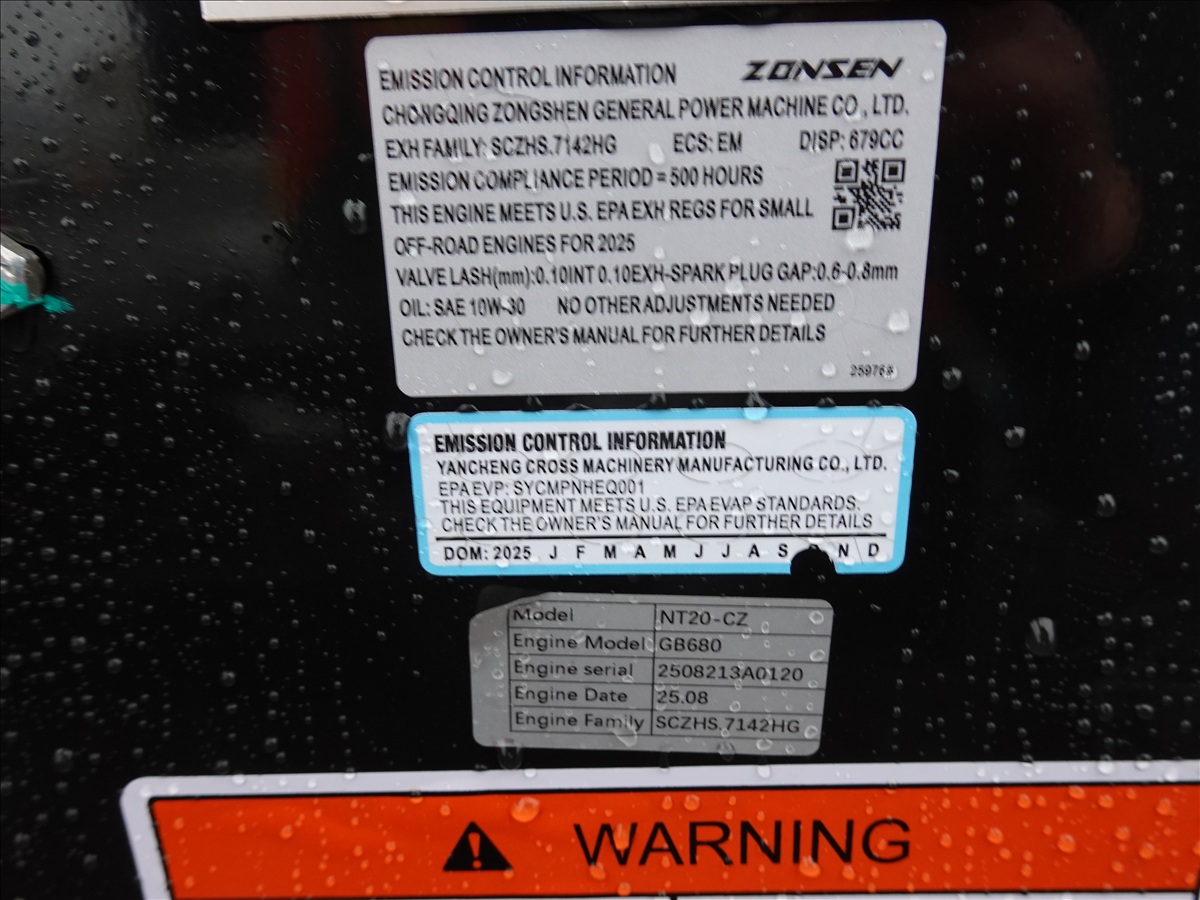 EMISSION CONTROL INFORMATION ZONSEN
CHONGQING ZONGSHEN GENERAL POWER MACHINE CO., LTD.
EXH FAMILY: SCZHS.7142HG ECS: EM DISP: 679CC
EMISSION COMPLIANCE PERIOD = 500 HOURS
THIS ENGINE MEETS U.S. EPA EXH REGS FOR SMALL
OFF-ROAD ENGINES FOR 2025
VALVE LASH(mm):0.10INT 0.10EXH-SPARK PLUG GAP:0.6-0.8mm
OIL: SAE 10W-30 NO OTHER ADJUSTMENTS NEEDED
CHECK THE OWNER'S MANUAL FOR FURTHER DETAILS
EMISSION CONTROL INFORMATION
YANCHENG CROSS MACHINERY MANUFACTURING CO., LTD.
EPA EVP: SYCMPNHEQ001
THIS EQUIPMENT MEETS U.S. EPA EVAP STANDARDS.
CHECK THE OWNER'S MANUAL FOR FURTHER DETAILS
DOM: 2025 J F M A M J J A S N D
Model NT20-CZ
Engine Model GB680
Engine serial 2508213A0120
Engine Date 25.08
Engine Family SCZHS.7142HG
WARNING